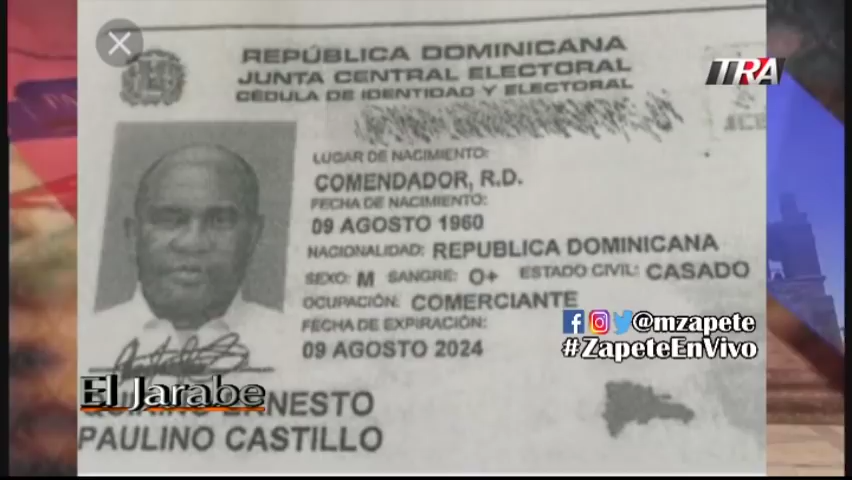 REPÚBLICA DOMINICANA
JUNTA CENTRAL ELECTORAL
CÉDULA DE IDENTIDAD Y ELECTORAL
ITRA
LUGAR DE NACIMIENTO:
COMENDADOR, R.D.
FECHA DE NACIMIENTO:
09 AGOSTO 1960
NACIONALIDAD: REPUBLICA DOMINICANA
SEXO: M SANGRE: O+ ESTADO CIVIL: CASADO
OCUPACIÓN: COMERCIANTE
FECHA DE EXPIRACIÓN:
09 AGOSTO 2024
@mzapete
#ZapeteEnVivo
El Jarabe
ERNESTO
PAULINO CASTILLO